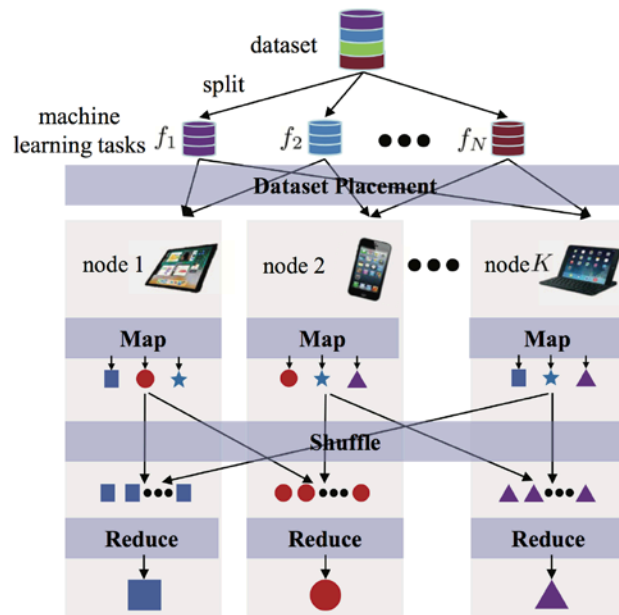 dataset
split
machine
learning tasks
f₁
f₂
f_N
Dataset Placement
node 1
node 2
node K
Map
Map
Map
Shuffle
Reduce
Reduce
Reduce